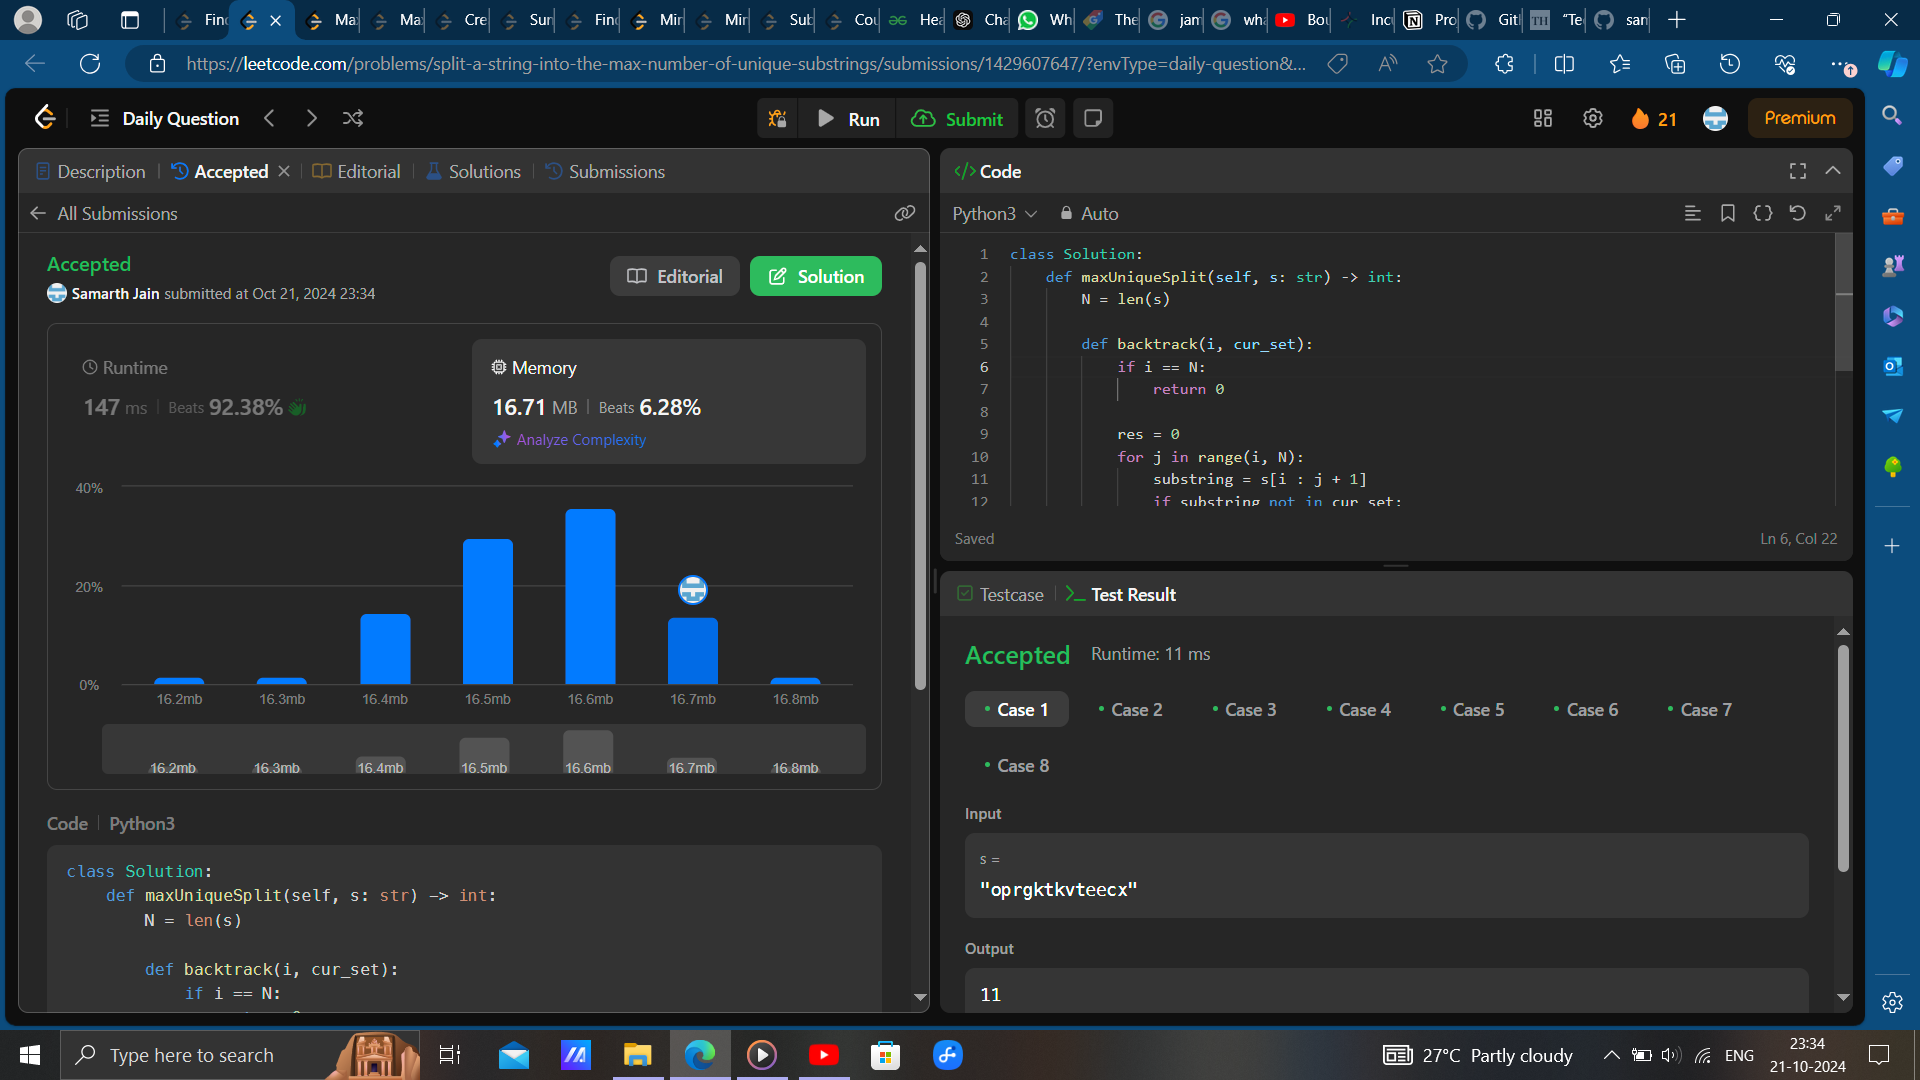 Find
Ma
Ma
Cre
Sun
Find
Mir
Mir
Sub
Cou
Hea
Cha
Wh
The
jam
wha
Bou
Incu
Pro
Git
"Te
san
https://leetcode.com/problems/split-a-string-into-the-max-number-of-unique-substrings/submissions/1429607647/?envType=daily-question&...
Daily Question
Run
Submit
21
Premium
Description
Accepted
Editorial
Solutions
Submissions
All Submissions
Accepted
Samarth Jain submitted at Oct 21, 2024 23:34
Editorial
Solution
Runtime
147 ms | Beats 92.38%
Memory
16.71 MB | Beats 6.28%
Analyze Complexity
40%
20%
0%
16.2mb 16.3mb 16.4mb 16.5mb 16.6mb 16.7mb 16.8mb
16.2mb 16.3mb 16.4mb 16.5mb 16.6mb 16.7mb 16.8mb
Code | Python3
class Solution:
def maxUniqueSplit(self, s: str) -> int:
N = len(s)
def backtrack(i, cur_set):
if i == N:
</> Code
Python3
Auto
1 class Solution:
2 def maxUniqueSplit(self, s: str) -> int:
3 N = len(s)
4
5 def backtrack(i, cur_set):
6 if i == N:
7 return 0
8
9 res = 0
10 for j in range(i, N):
11 substring = s[i : j + 1]
12 if substring not in cur_set:
Saved
Ln 6, Col 22
Testcase
Test Result
Accepted Runtime: 11 ms
Case 1 Case 2 Case 3 Case 4 Case 5 Case 6 Case 7
Case 8
Input
s =
"oprgktkvteecx"
Output
11
Type here to search
27°C Partly cloudy
ENG
23:34
21-10-2024